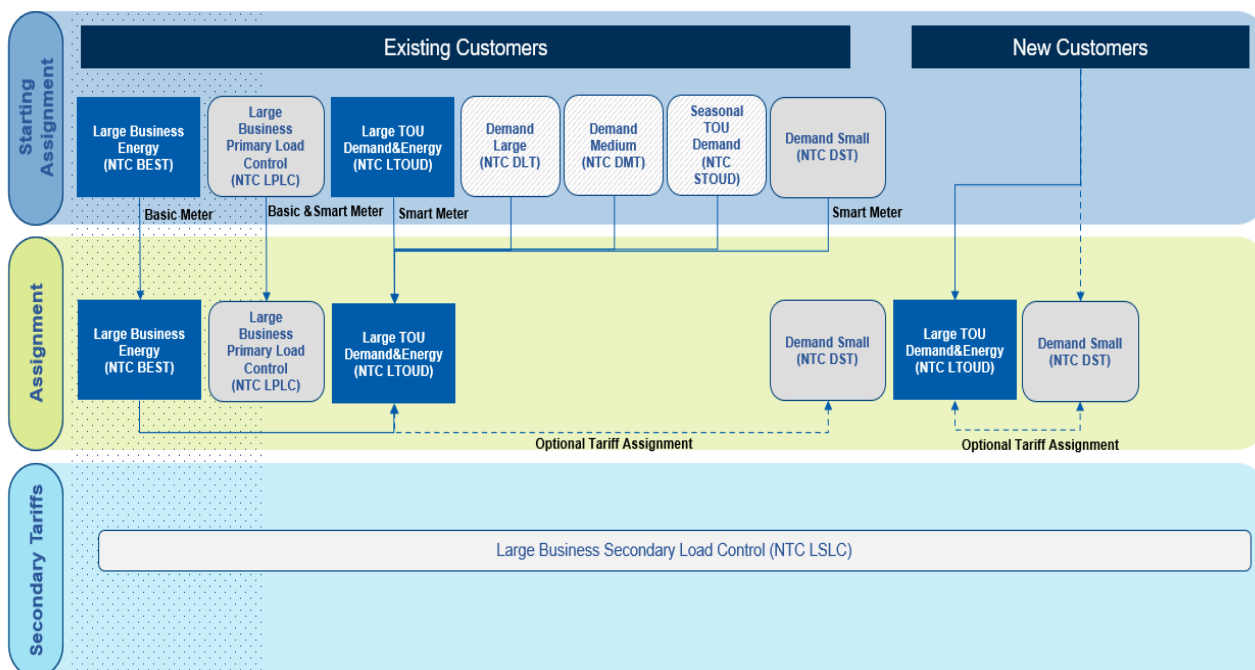 Existing Customers
New Customers
Starting
Assignment
Large Business
Energy
(NTC BEST)
Large
Business
Primary Load
Control
(NTC LPLC)
Large TOU
Demand&Energy
(NTC LTOUD)
Demand
Large
(NTC DLT)
Demand
Medium
(NTC DMT)
Seasonal
TOU
Demand
(NTC
STOUD)
Demand Small
(NTC DST)
Basic Meter
Basic &Smart Meter
Smart Meter
Smart Meter
Assignment
Large Business
Energy
(NTC BEST)
Large
Business
Primary Load
Control
(NTC LPLC)
Large TOU
Demand&Energy
(NTC LTOUD)
Demand Small
(NTC DST)
Large TOU
Demand&Energy
(NTC LTOUD)
Demand Small
(NTC DST)
Optional Tariff Assignment
Optional Tariff Assignment
Secondary Tariffs
Large Business Secondary Load Control (NTC LSLC)